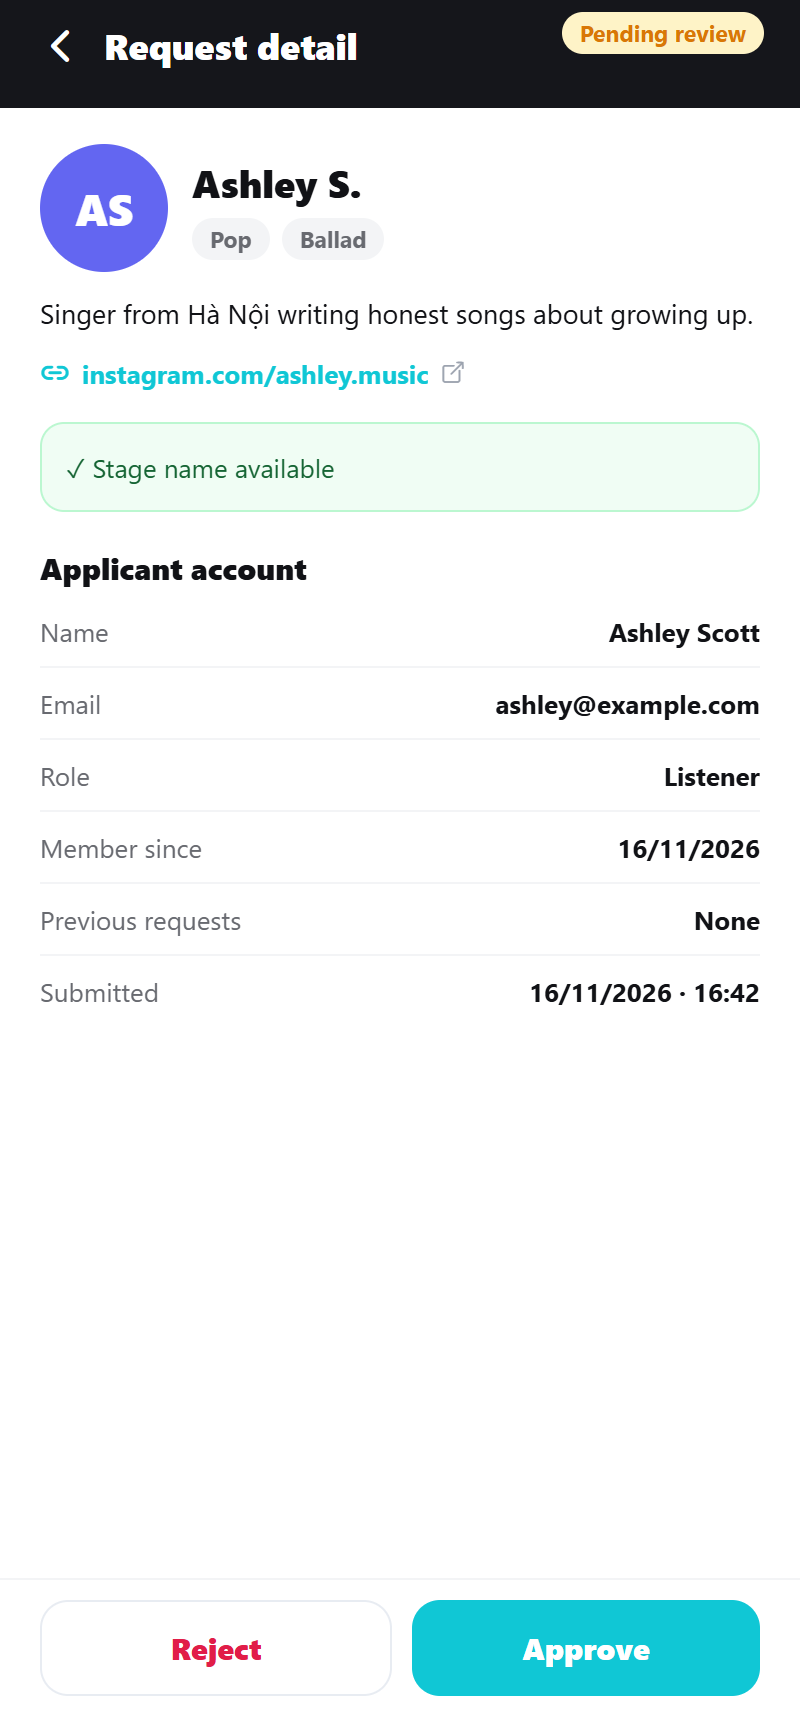 Request detail
Pending review
AS
Ashley S.
Pop
Ballad
Singer from Hà Nội writing honest songs about growing up.
instagram.com/ashley.music
✓ Stage name available
Applicant account
Name Ashley Scott
Email ashley@example.com
Role Listener
Member since 16/11/2026
Previous requests None
Submitted 16/11/2026 · 16:42
Reject
Approve